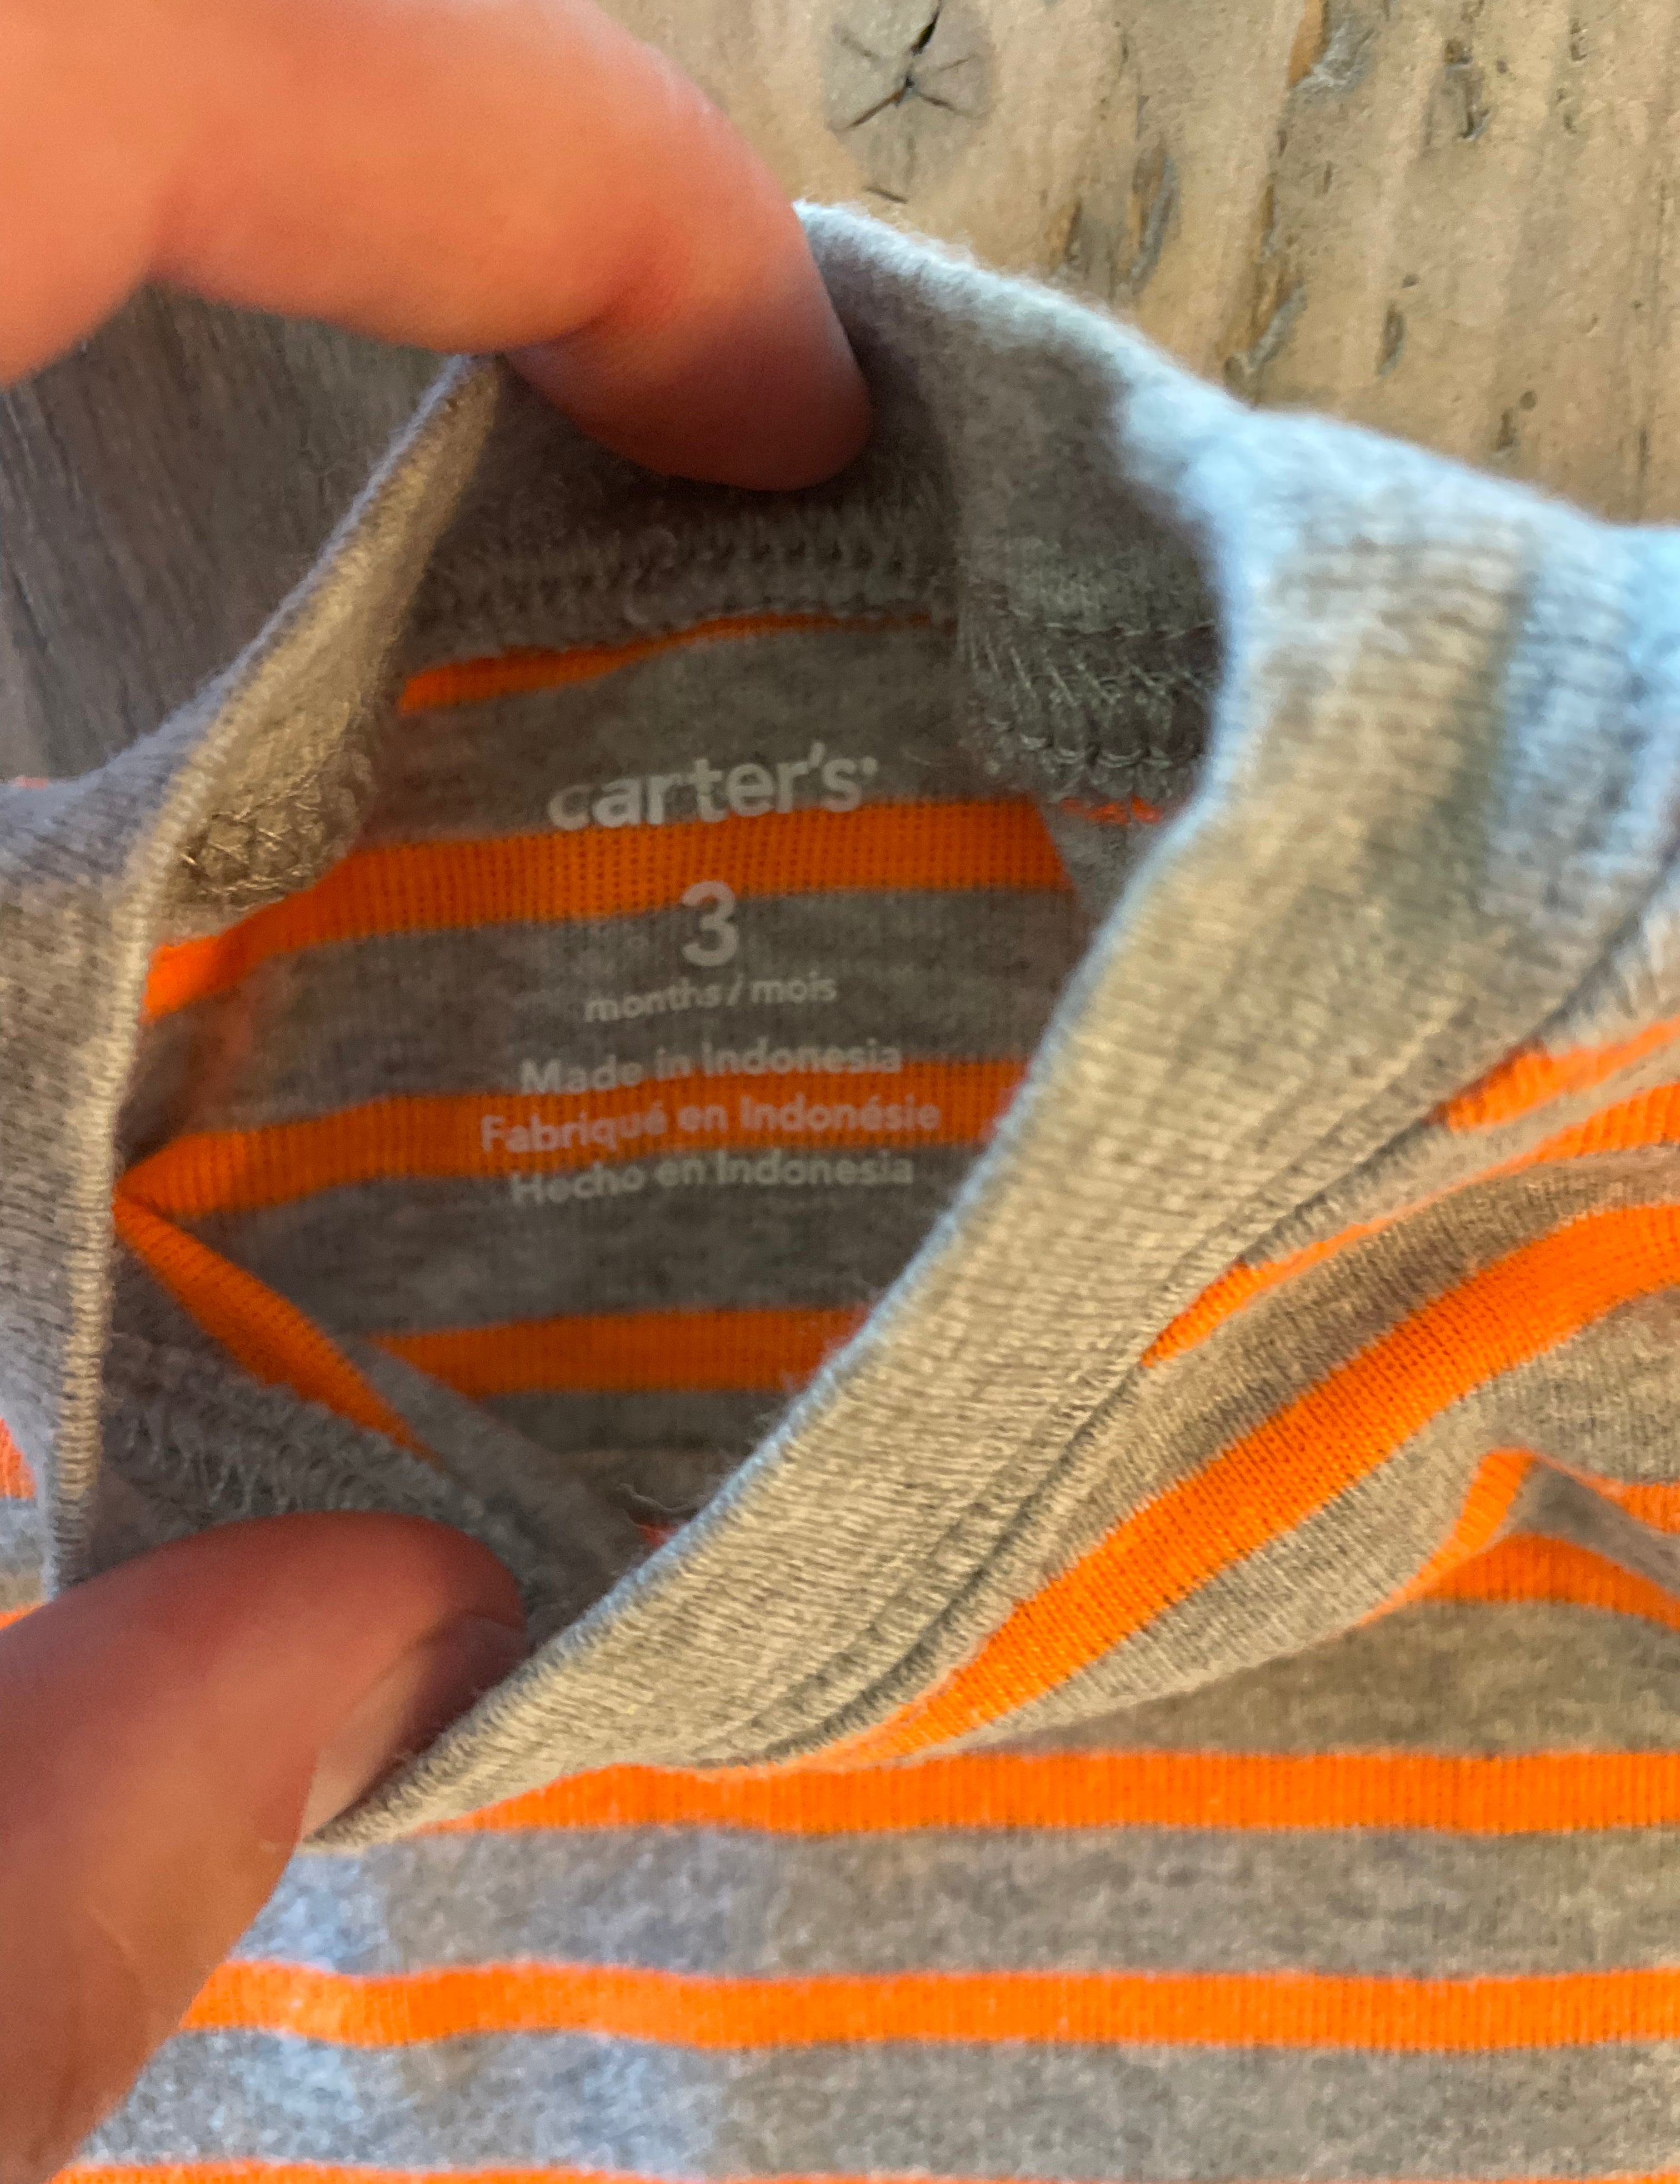 carter's
3
months / mois
Made in Indonesia
Fabriqué en Indonésie
Hecho en Indonesia